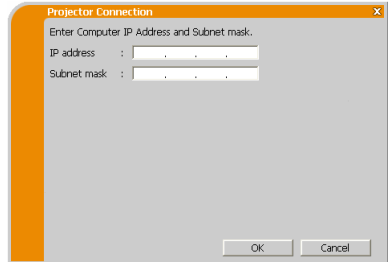 Projector Connection
Enter Computer IP Address and Subnet mask.
IP address : . . .
Subnet mask : . . .
OK Cancel